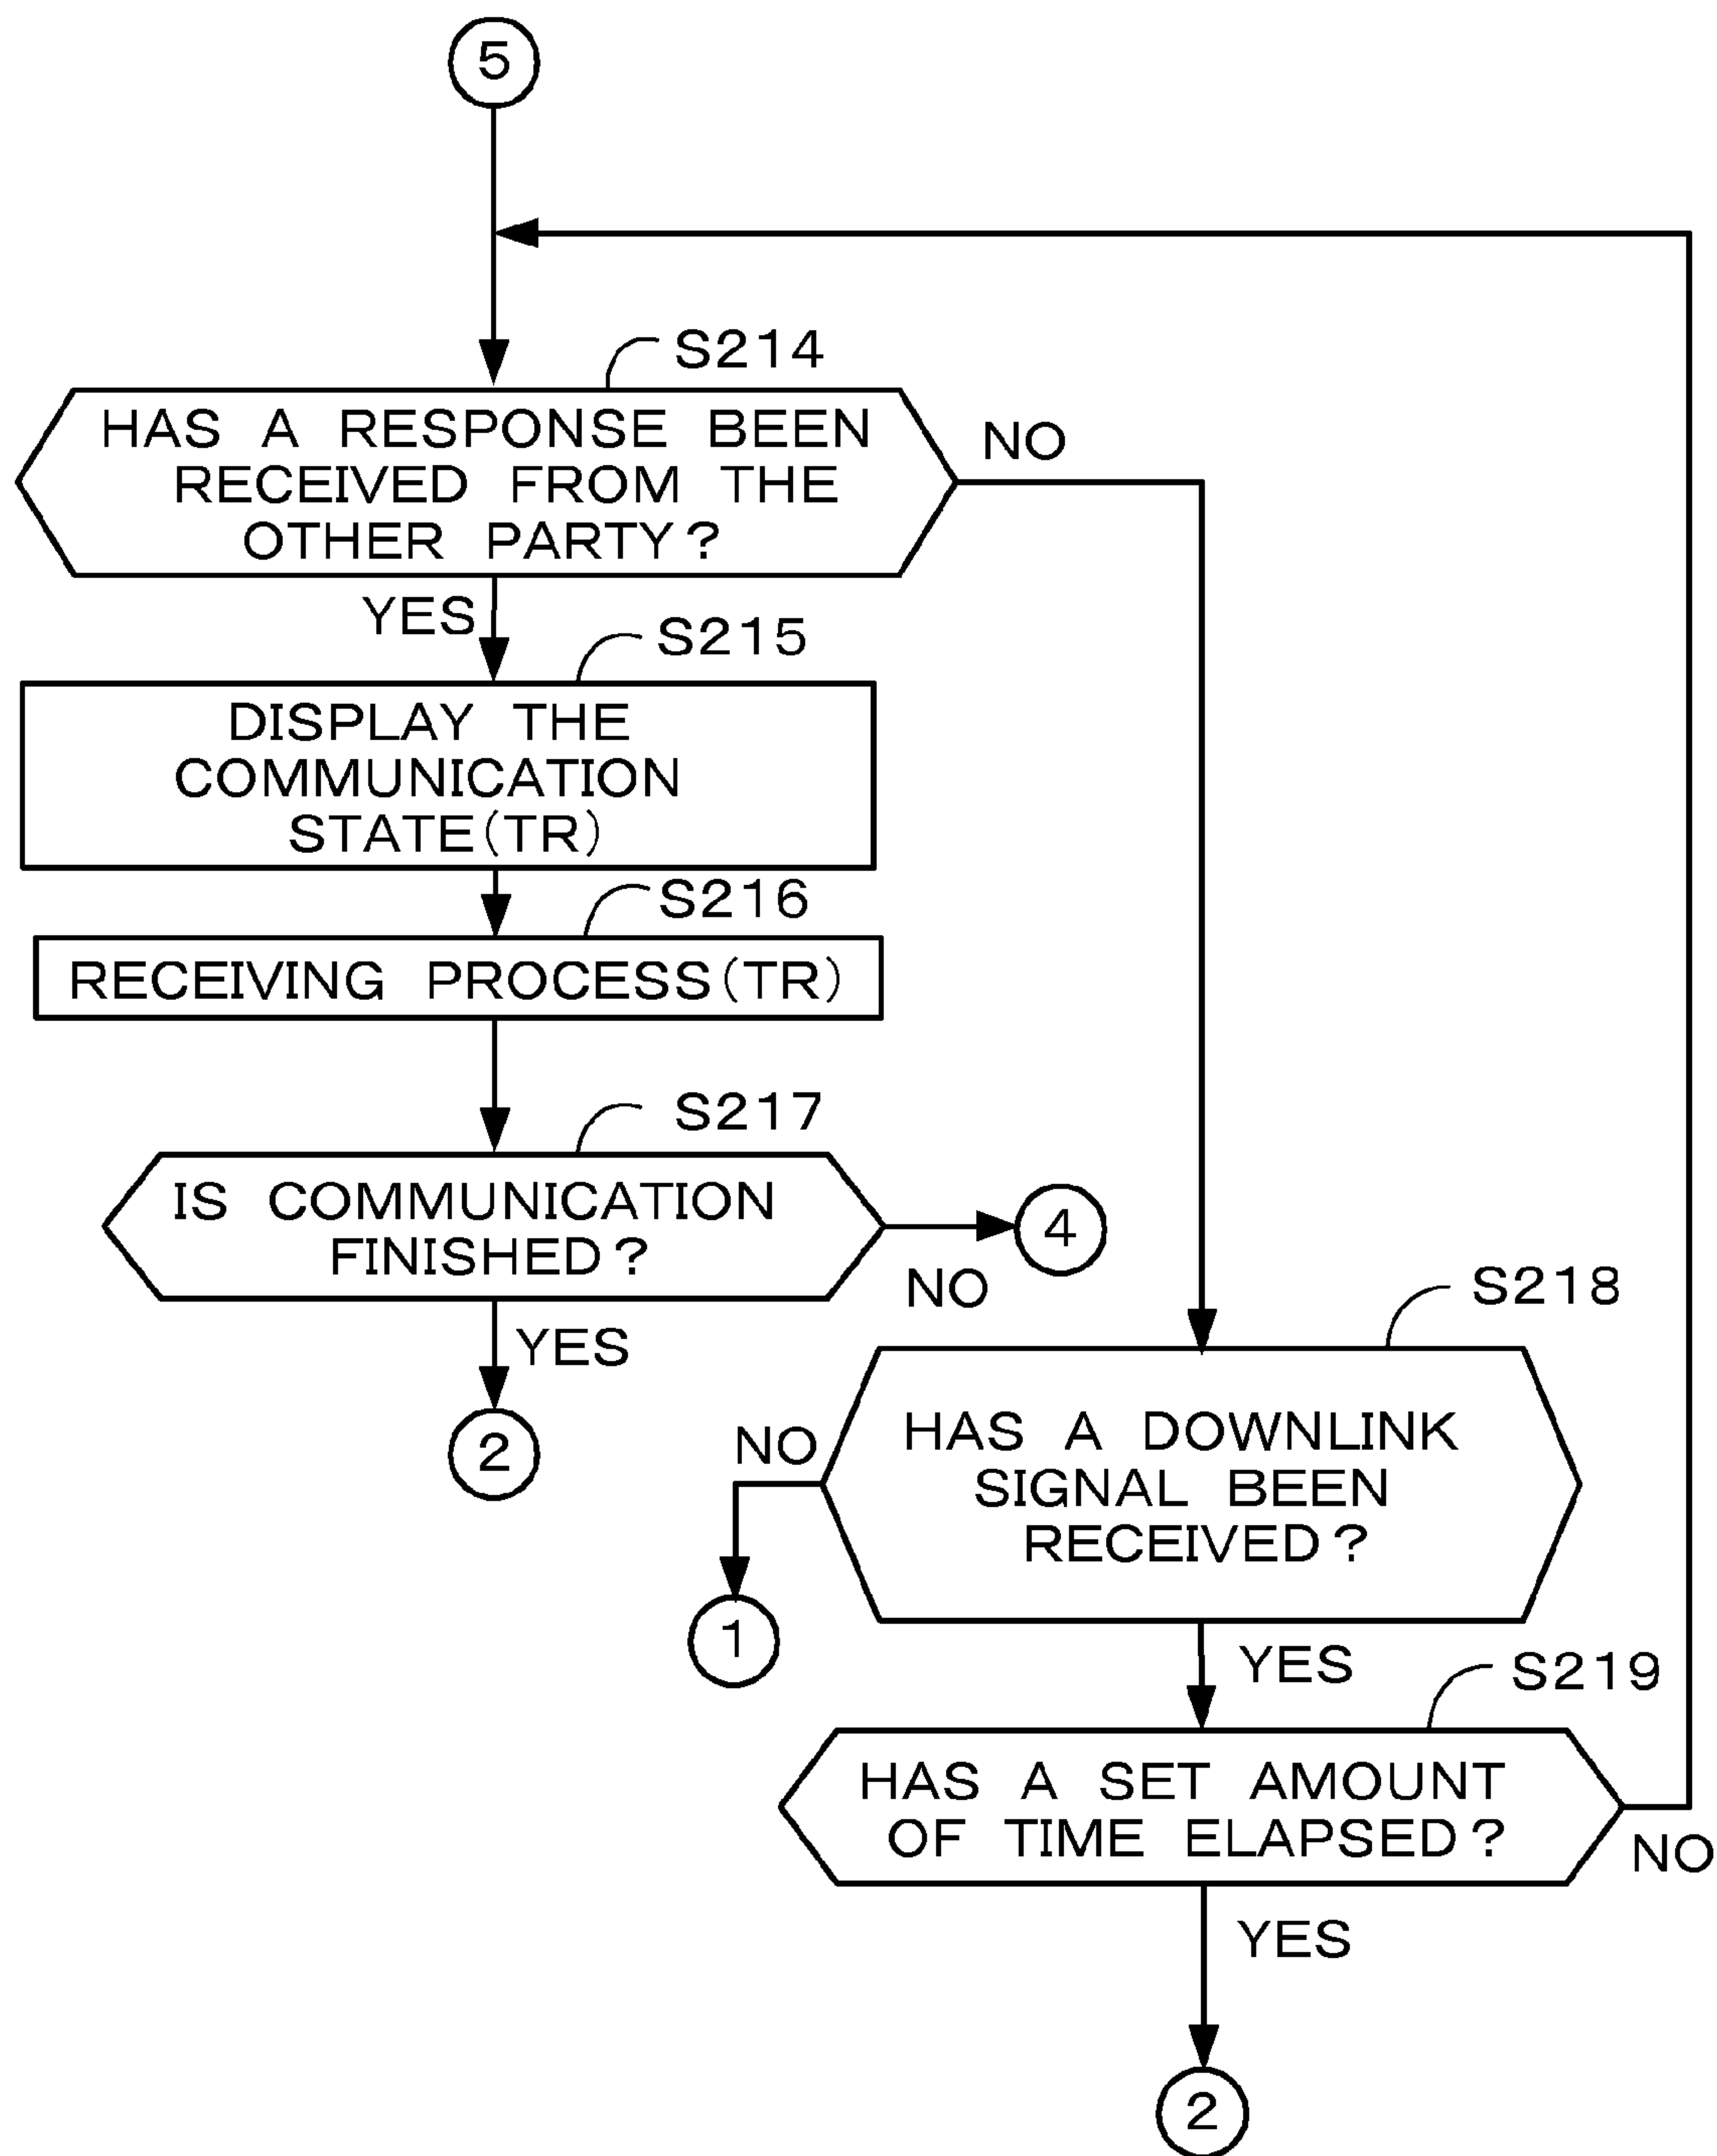 5
S214
HAS A RESPONSE BEEN
RECEIVED FROM THE
OTHER PARTY?
NO
YES
S215
DISPLAY THE
COMMUNICATION
STATE(TR)
S216
RECEIVING PROCESS(TR)
S217
IS COMMUNICATION
FINISHED?
4
NO
YES
2
S218
HAS A DOWNLINK
SIGNAL BEEN
RECEIVED?
NO
1
YES
S219
HAS A SET AMOUNT
OF TIME ELAPSED?
NO
YES
2